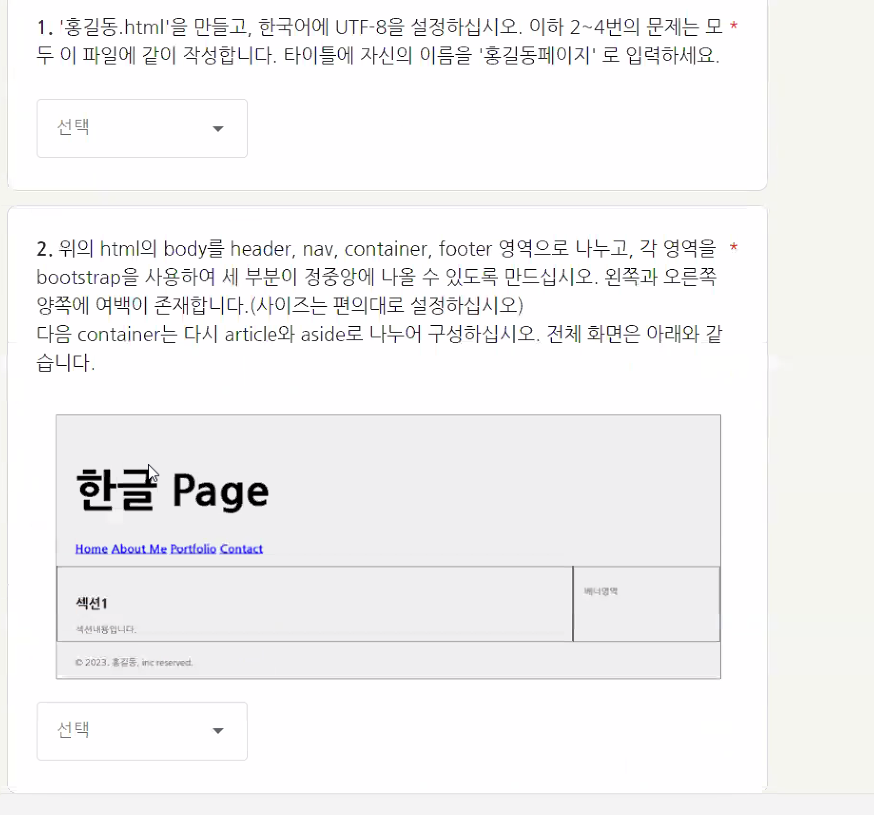 1. '홍길동.html'을 만들고, 한국어에 UTF-8을 설정하십시오. 이하 2~4번의 문제는 모 *
두 이 파일에 같이 작성합니다. 타이틀에 자신의 이름을 '홍길동페이지' 로 입력하세요.
선택
2. 위의 html의 body를 header, nav, container, footer 영역으로 나누고, 각 영역을 *
bootstrap을 사용하여 세 부분이 정중앙에 나올 수 있도록 만드십시오. 왼쪽과 오른쪽
양쪽에 여백이 존재합니다.(사이즈는 편의대로 설정하십시오)
다음 container는 다시 article와 aside로 나누어 구성하십시오. 전체 화면은 아래와 같
습니다.
한글 Page
Home About Me Portfolio Contact
섹션1
배너영역
섹션내용입니다.
© 2023. 홍길동, inc reserved.
선택